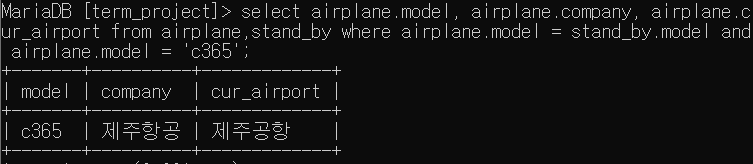 MariaDB [term_project]> select airplane.model, airplane.company, airplane.c
ur_airport from airplane,stand_by where airplane.model = stand_by.model and
 airplane.model = 'c365';
+-------+----------+-------------+
| model | company | cur_airport |
+-------+----------+-------------+
| c365 | 제주항공 | 제주공항 |
+-------+----------+-------------+